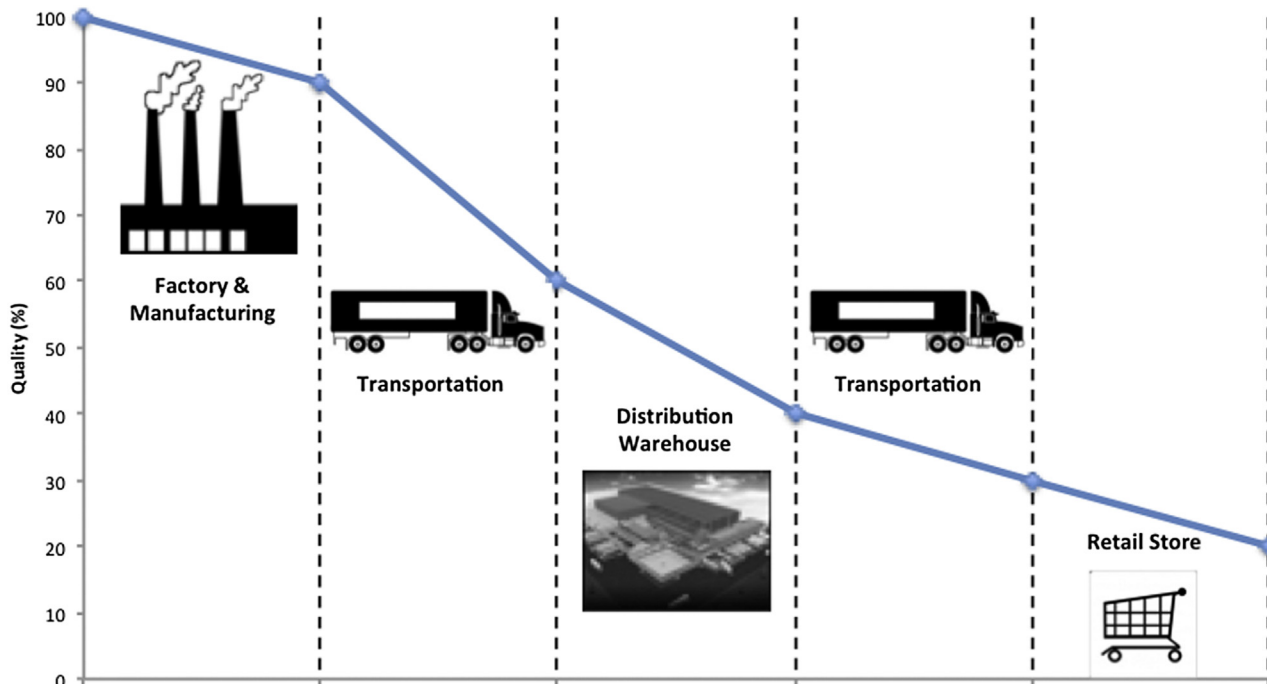 100
90
80
70
60
50
40
30
20
10
0
Quality (%)
Factory &
Manufacturing
Transportation
Distribution
Warehouse
Transportation
Retail Store